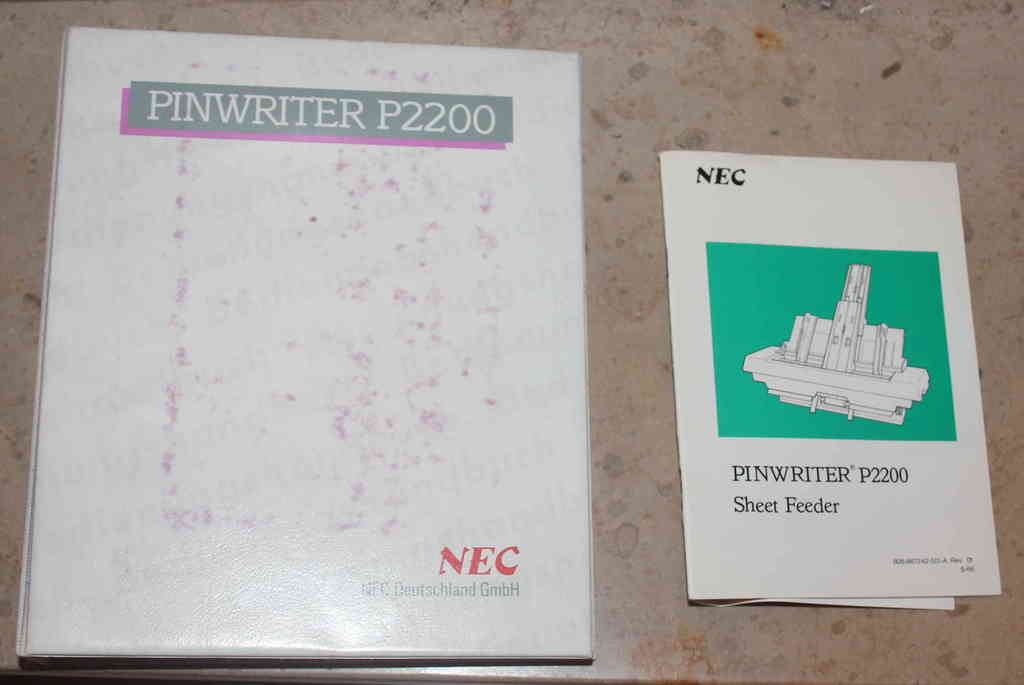 PINWRITER P2200
NEC
NEC Deutschland GmbH
NEC
PINWRITER® P2200
Sheet Feeder